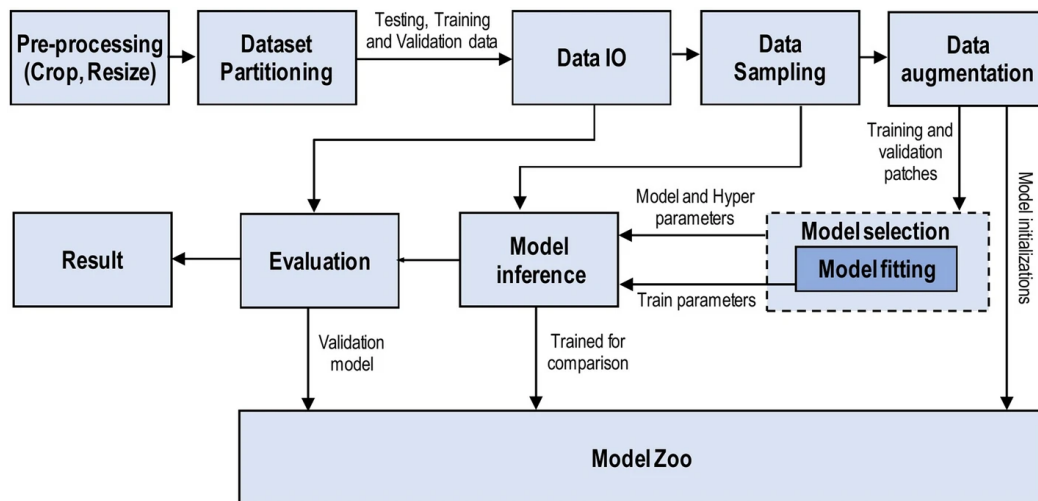 Pre-processing
(Crop, Resize)
Dataset
Partitioning
Testing, Training
and Validation data
Data IO
Data
Sampling
Data
augmentation
Training and
validation
patches
Model initializations
Model and Hyper
parameters
Model selection
Model fitting
Train parameters
Result
Evaluation
Model
inference
Validation
model
Trained for
comparison
Model Zoo